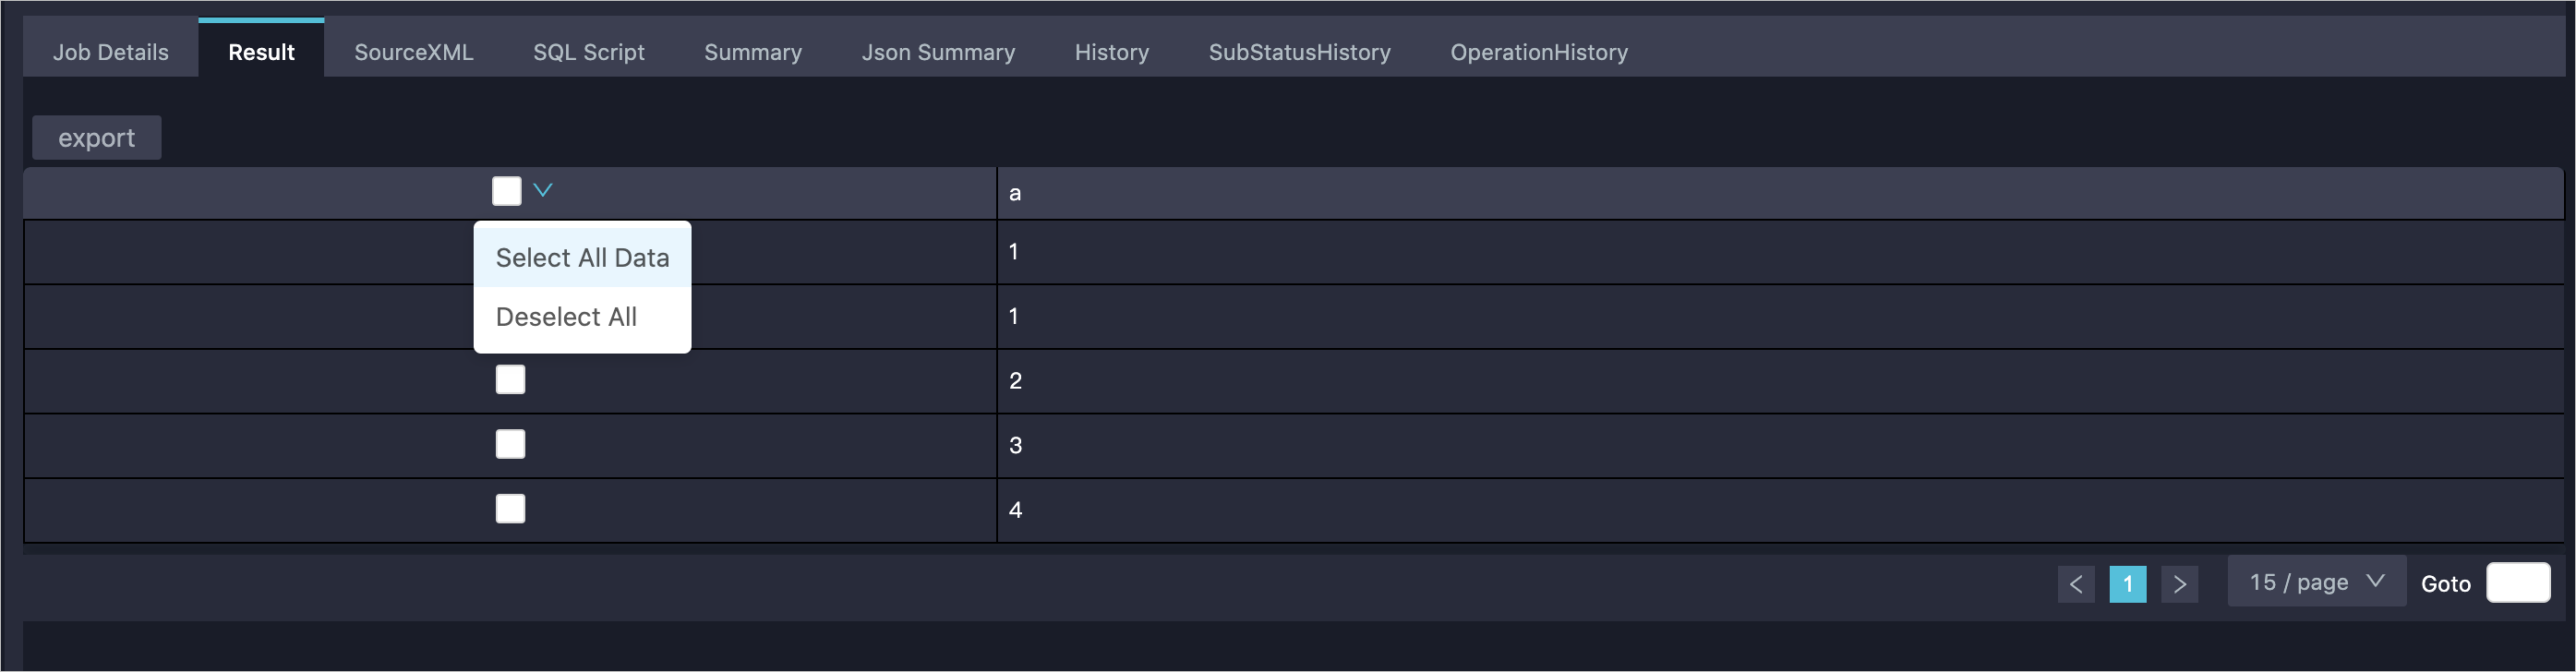 Job Details Result SourceXML SQL Script Summary Json Summary History SubStatusHistory OperationHistory
export
a
Select All Data
1
Deselect All
1
2
3
4
1 15 / page Goto